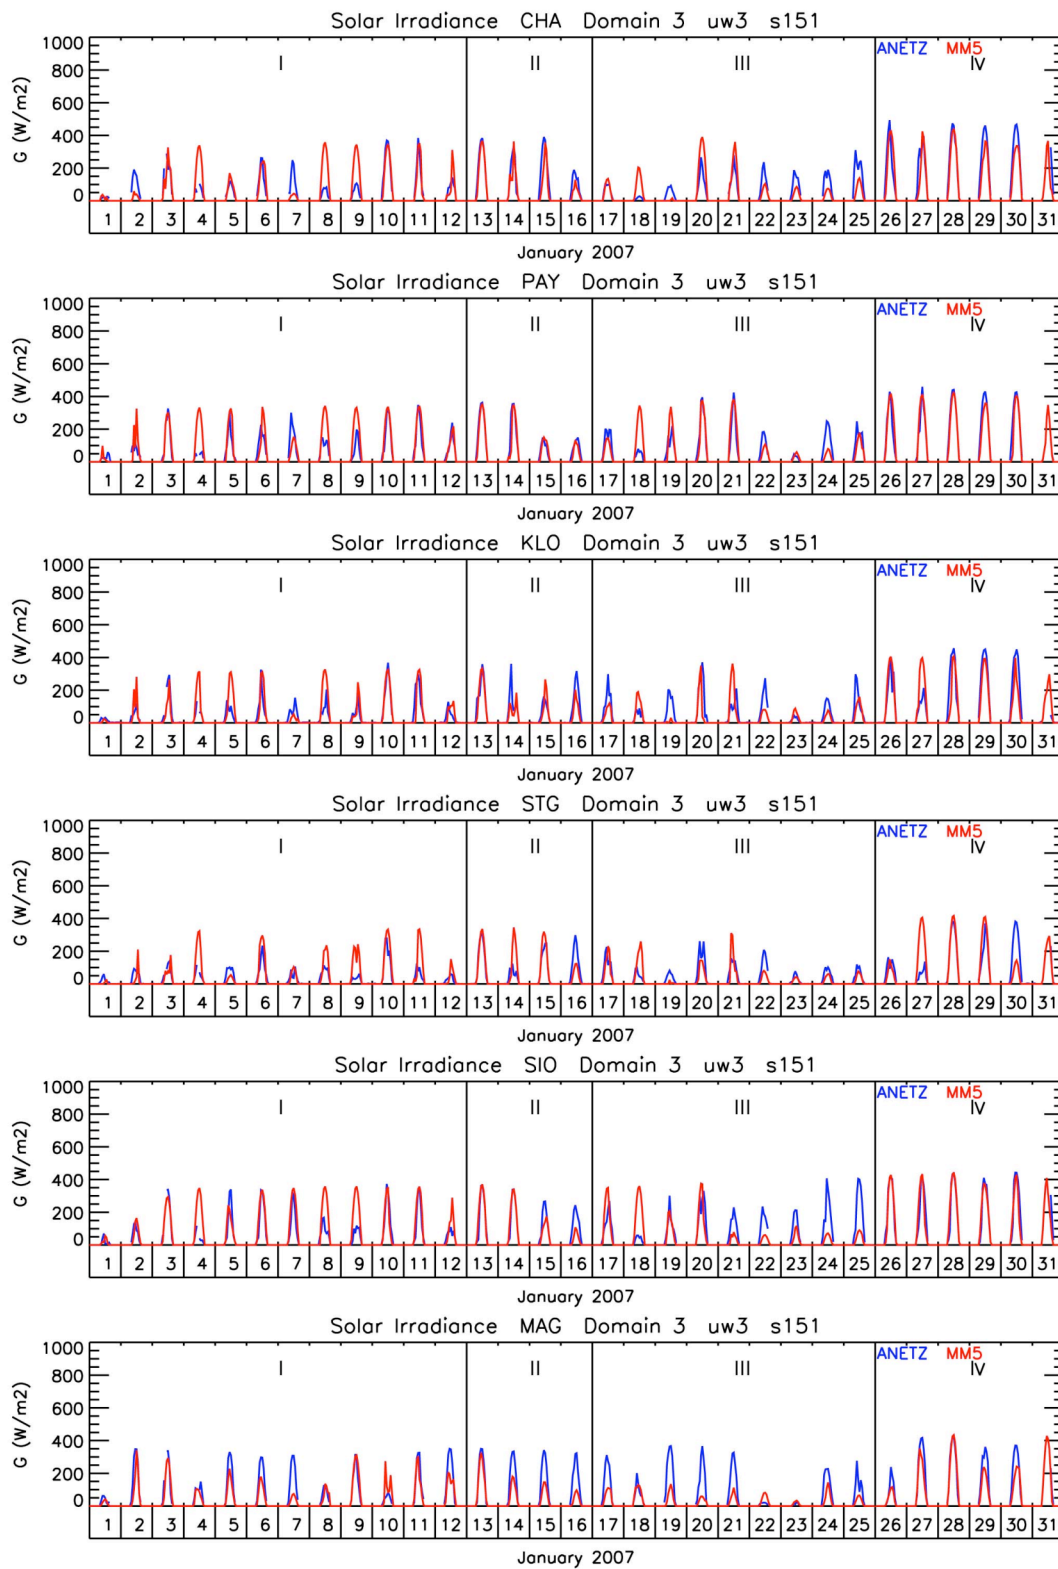 Solar Irradiance CHA Domain 3 uw3 s151
1000 ANETZ MM5
I II III IV
800
600
400
200
0
G (W/m2)
1 2 3 4 5 6 7 8 9 10 11 12 13 14 15 16 17 18 19 20 21 22 23 24 25 26 27 28 29 30 31
January 2007
Solar Irradiance PAY Domain 3 uw3 s151
1000 ANETZ MM5
I II III IV
800
600
400
200
0
G (W/m2)
1 2 3 4 5 6 7 8 9 10 11 12 13 14 15 16 17 18 19 20 21 22 23 24 25 26 27 28 29 30 31
January 2007
Solar Irradiance KLO Domain 3 uw3 s151
1000 ANETZ MM5
I II III IV
800
600
400
200
0
G (W/m2)
1 2 3 4 5 6 7 8 9 10 11 12 13 14 15 16 17 18 19 20 21 22 23 24 25 26 27 28 29 30 31
January 2007
Solar Irradiance STG Domain 3 uw3 s151
1000 ANETZ MM5
I II III IV
800
600
400
200
0
G (W/m2)
1 2 3 4 5 6 7 8 9 10 11 12 13 14 15 16 17 18 19 20 21 22 23 24 25 26 27 28 29 30 31
January 2007
Solar Irradiance SIO Domain 3 uw3 s151
1000 ANETZ MM5
I II III IV
800
600
400
200
0
G (W/m2)
1 2 3 4 5 6 7 8 9 10 11 12 13 14 15 16 17 18 19 20 21 22 23 24 25 26 27 28 29 30 31
January 2007
Solar Irradiance MAG Domain 3 uw3 s151
1000 ANETZ MM5
I II III IV
800
600
400
200
0
G (W/m2)
1 2 3 4 5 6 7 8 9 10 11 12 13 14 15 16 17 18 19 20 21 22 23 24 25 26 27 28 29 30 31
January 2007